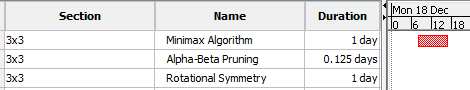 Section Name Duration Mon 18 Dec
0 6 12 18
3x3 Minimax Algorithm 1 day
3x3 Alpha-Beta Pruning 0.125 days
3x3 Rotational Symmetry 1 day